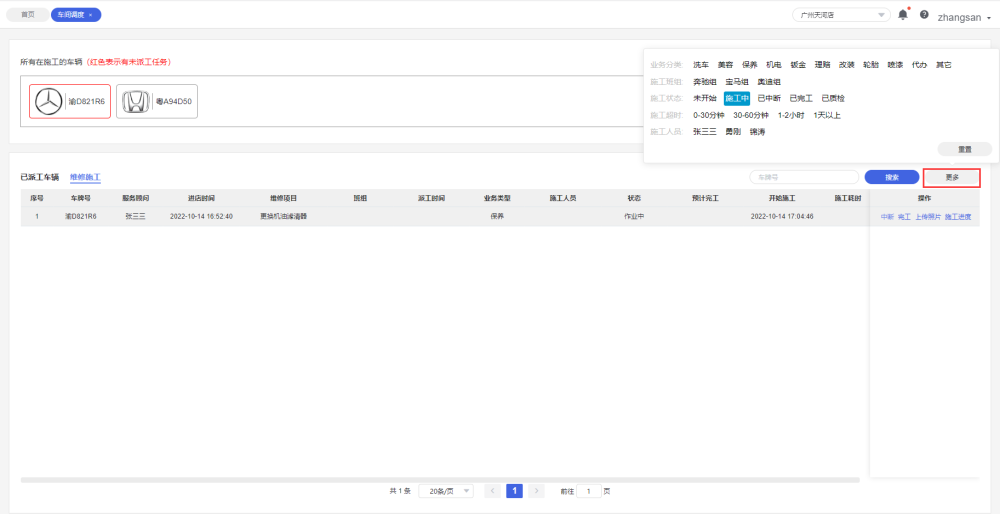 首页 车间调度 ×
广州天河店 zhangsan
所有在施工的车辆 (红色表示有未派工任务)
渝D821R6 粤A94D50
业务分类: 洗车 美容 保养 机电 钣金 理赔 改装 轮胎 喷漆 代办 其它
施工班组: 奔驰组 宝马组 奥迪组
施工状态: 未开始 施工中 已中断 已完工 已质检
施工超时: 0-30分钟 30-60分钟 1-2小时 1天以上
施工人员: 张三三 勇刚 锦涛
重置
已派工车辆 维修施工 车牌号 搜索 更多
序号 车牌号 服务顾问 进店时间 维修项目 班组 派工时间 业务类型 施工人员 状态 预计完工 开始施工 施工耗时 操作
1 渝D821R6 张三三 2022-10-14 16:52:40 更换机油滤清器 保养 作业中 2022-10-14 17:04:46 中断 完工 上传照片 施工进度
共 1 条 20条/页 < 1 > 前往 1 页